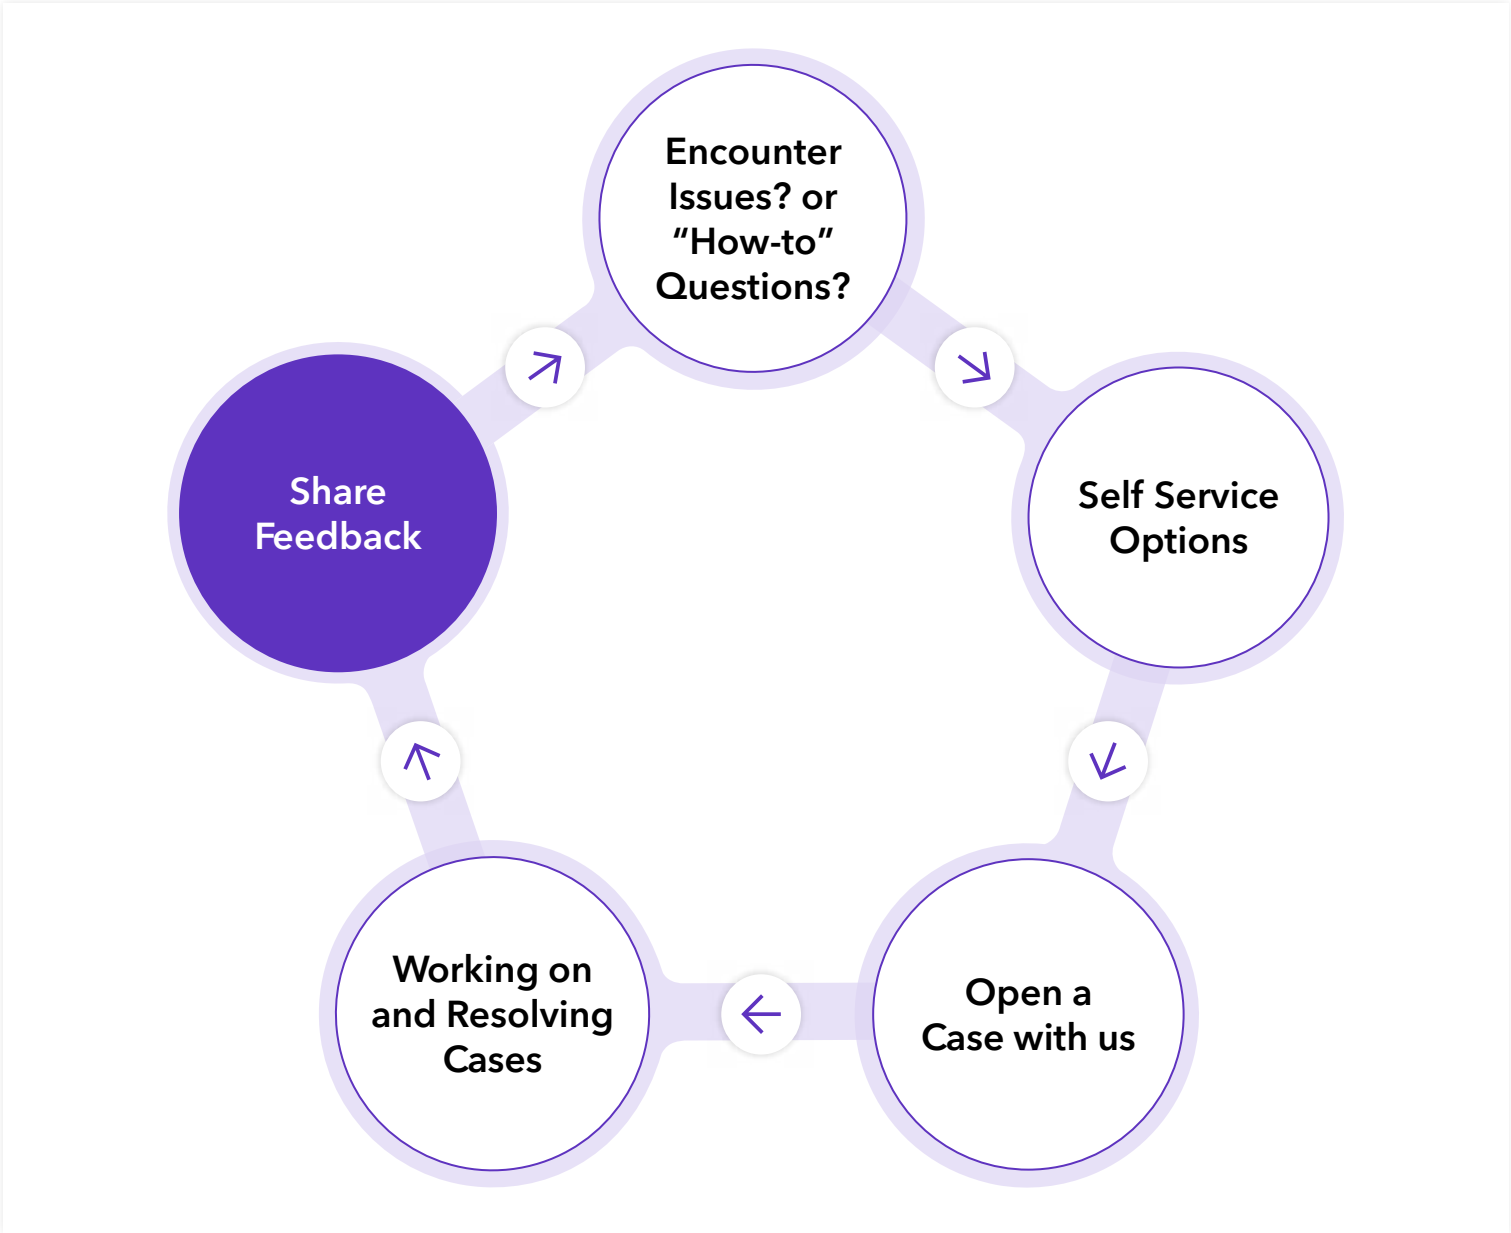 Encounter
Issues? or
“How-to”
Questions?
Self Service
Options
Open a
Case with us
Working on
and Resolving
Cases
Share
Feedback